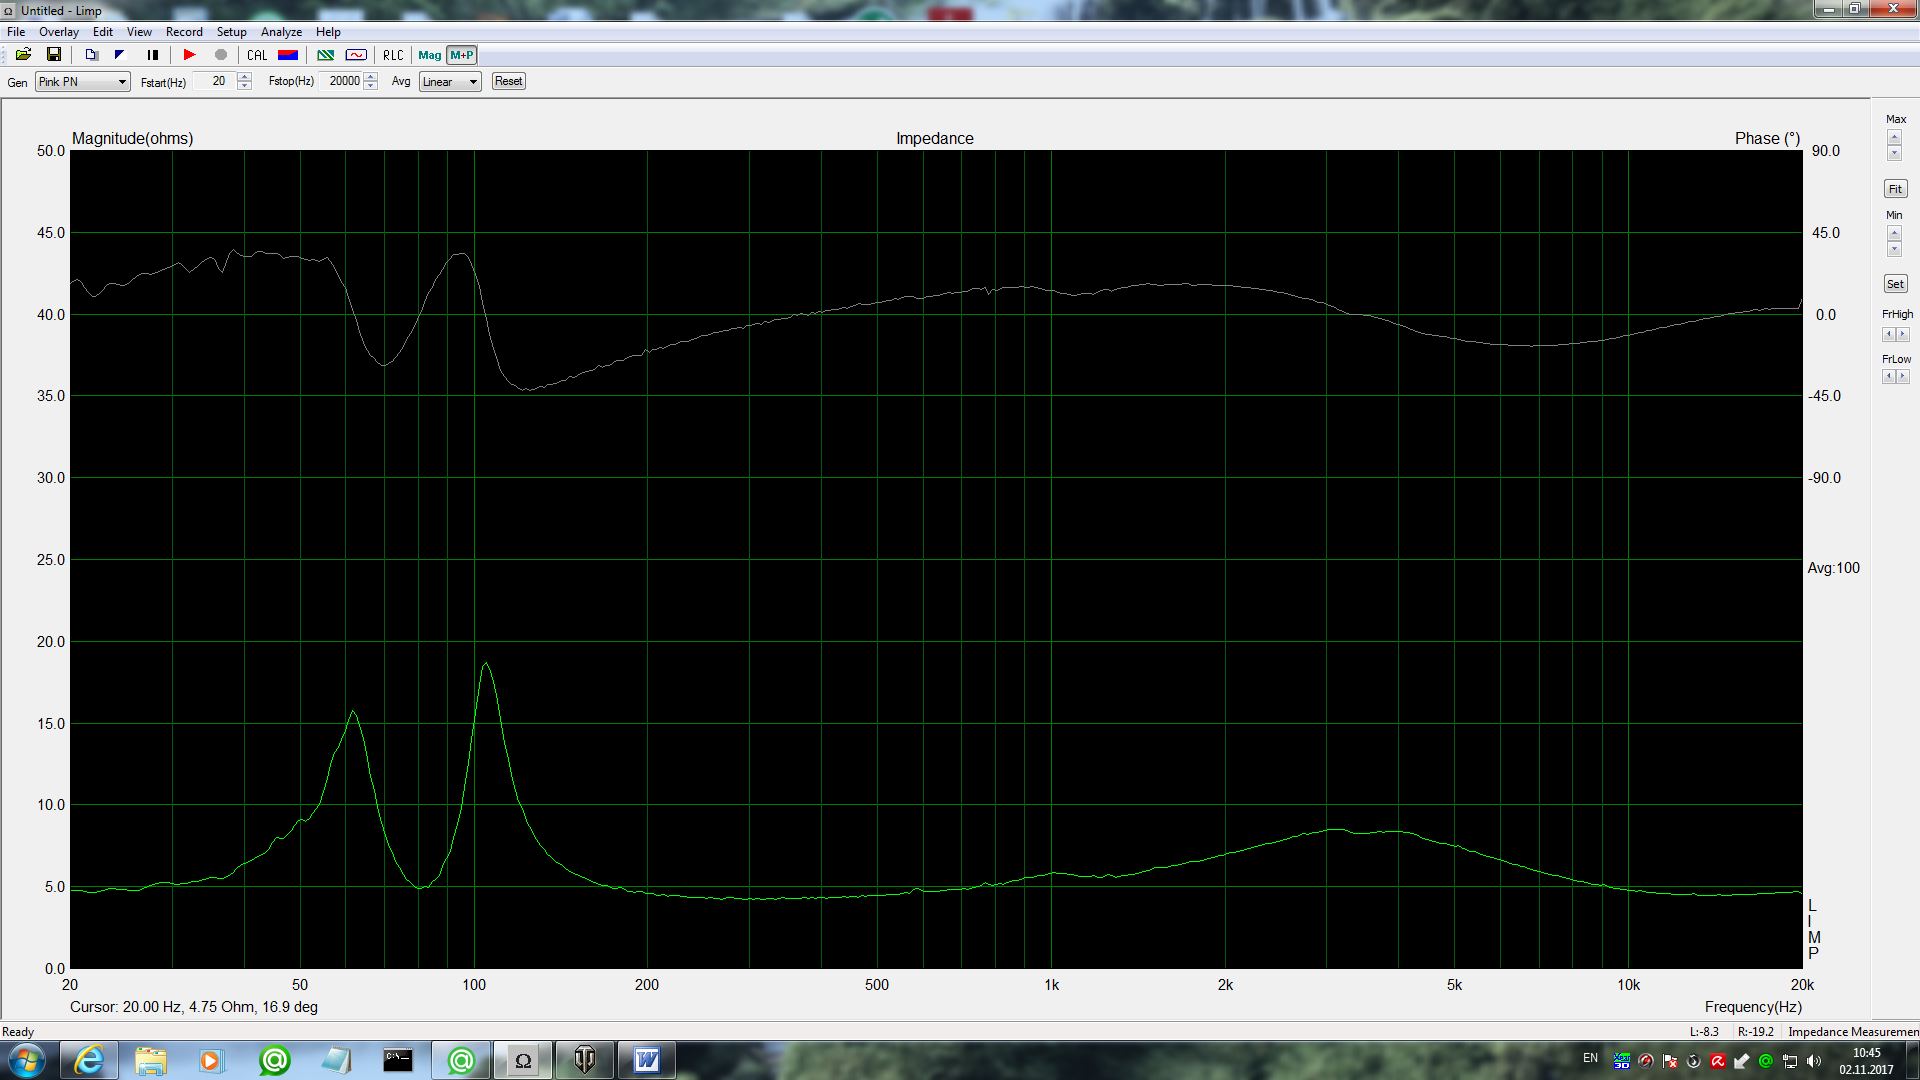 Ω Untitled - Limp
File Overlay Edit View Record Setup Analyze Help
CAL RLC Mag M+P
Gen Pink PN Fstart(Hz) 20 Fstop(Hz) 20000 Avg Linear Reset
Magnitude(ohms) Impedance Phase (°)
50.0 90.0
45.0 45.0
40.0 0.0
35.0 -45.0
30.0 -90.0
25.0
20.0
15.0
10.0
5.0
0.0
Avg:100
L
I
M
P
20 50 100 200 500 1k 2k 5k 10k 20k
Cursor: 20.00 Hz, 4.75 Ohm, 16.9 deg Frequency(Hz)
Max
Fit
Min
Set
FrHigh
FrLow
Ready L:-8.3 R:-19.2 Impedance Measuremen
C:\ Ω W EN 3D 10:45
02.11.2017